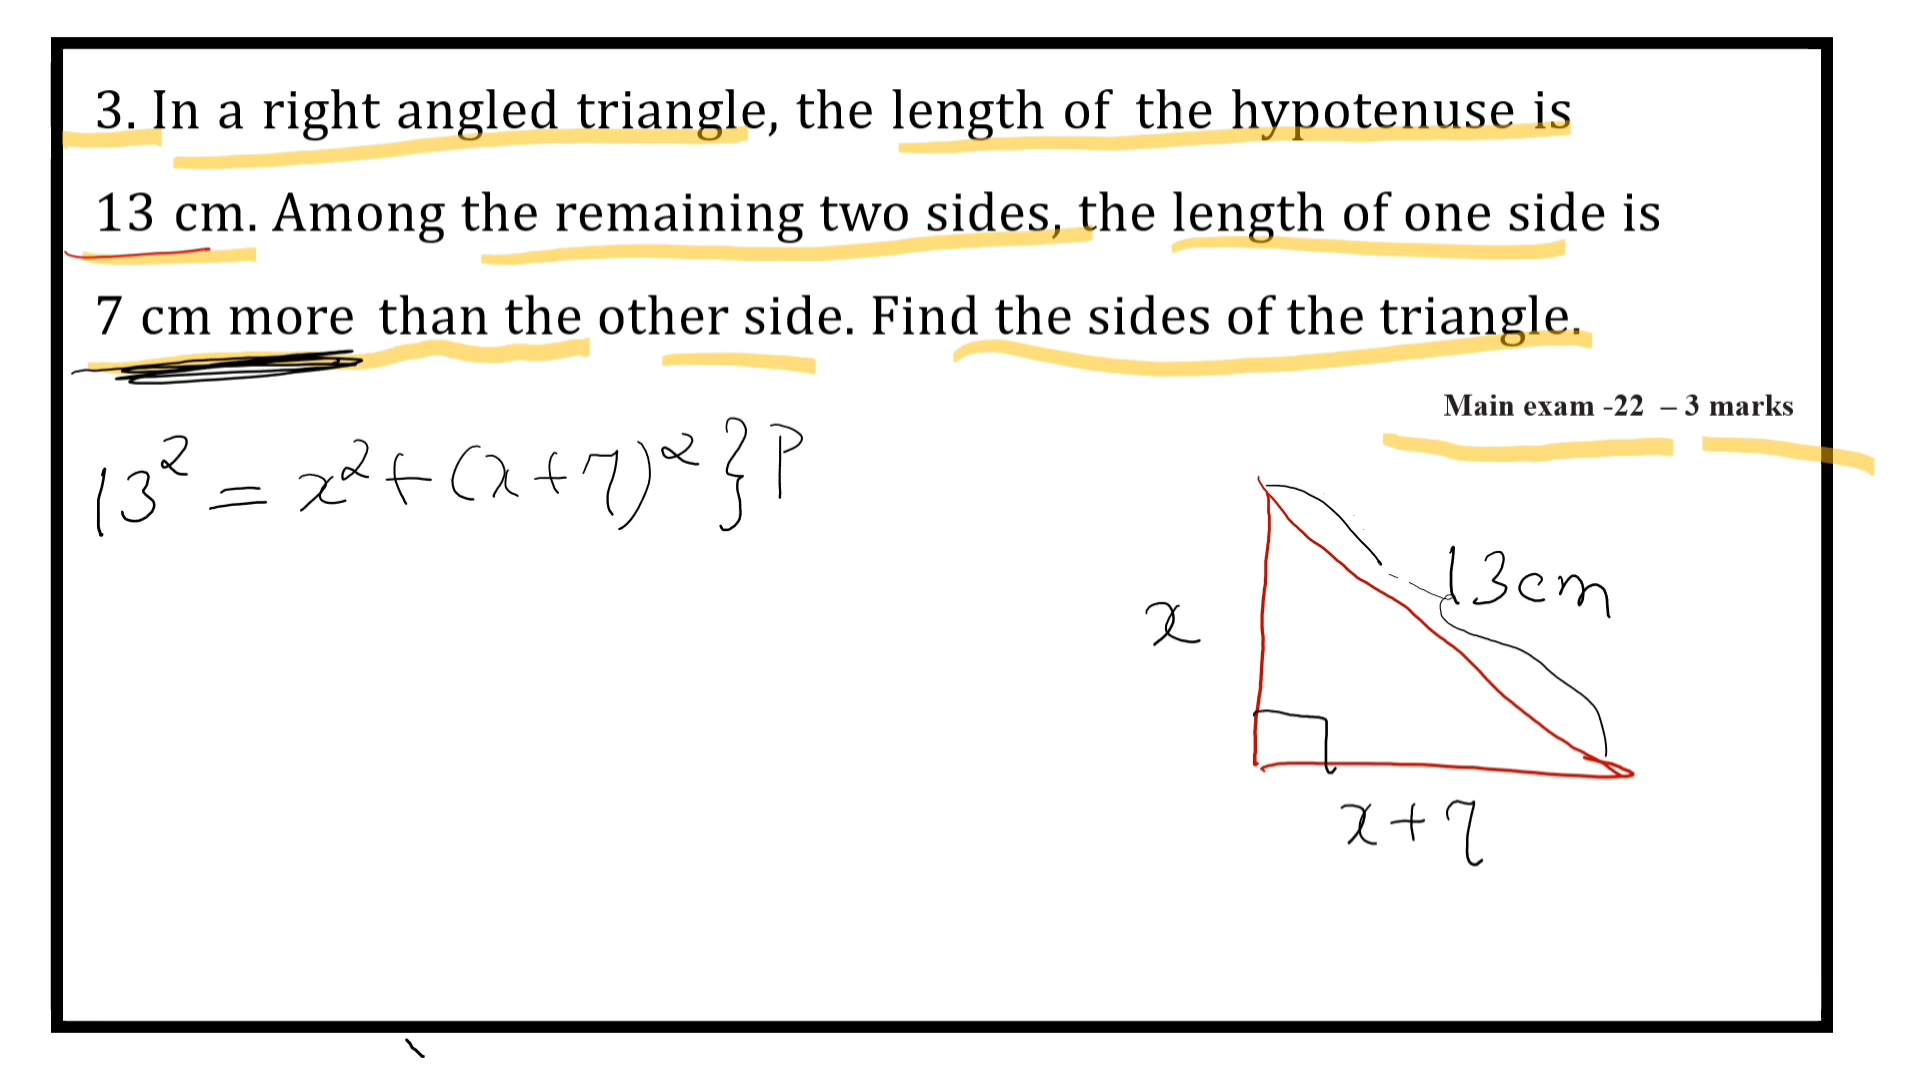 3. In a right angled triangle, the length of the hypotenuse is
13 cm. Among the remaining two sides, the length of one side is
7 cm more than the other side. Find the sides of the triangle.
Main exam -22 – 3 marks
13² = x² + (x+7)² } P
13cm
x
x+7